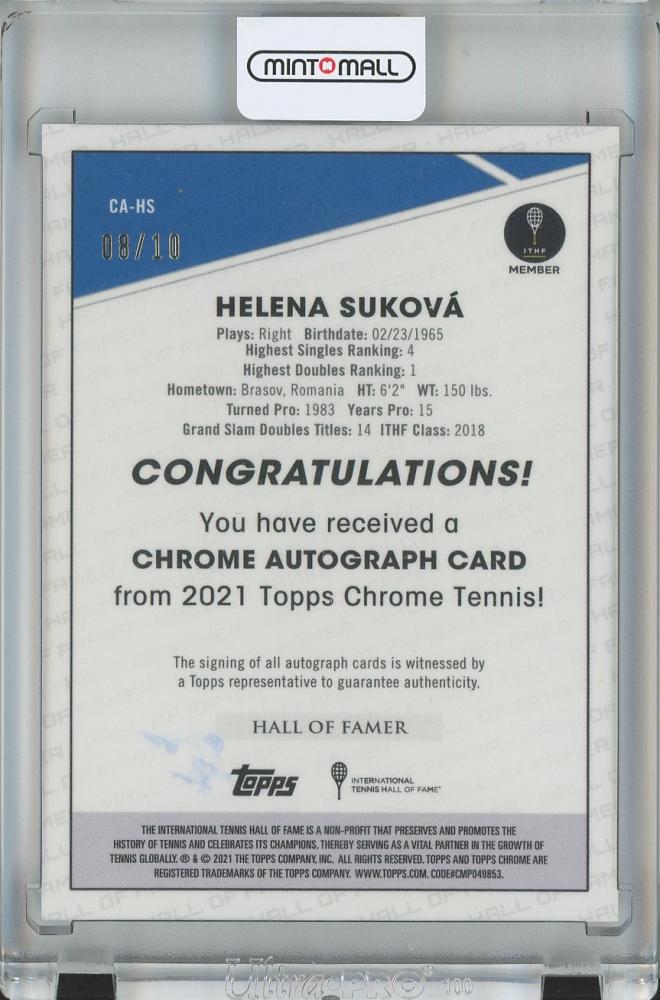 MINTMALL
CA-HS
08/10
ITHF
MEMBER
HELENA SUKOVÁ
Plays: Right Birthdate: 02/23/1965
Highest Singles Ranking: 4
Highest Doubles Ranking: 1
Hometown: Brasov, Romania HT: 6'2" WT: 150 lbs.
Turned Pro: 1983 Years Pro: 15
Grand Slam Doubles Titles: 14 ITHF Class: 2018
CONGRATULATIONS!
You have received a
CHROME AUTOGRAPH CARD
from 2021 Topps Chrome Tennis!
The signing of all autograph cards is witnessed by
a Topps representative to guarantee authenticity.
HALL OF FAMER
topps
INTERNATIONAL
TENNIS HALL OF FAME®
THE INTERNATIONAL TENNIS HALL OF FAME IS A NON-PROFIT THAT PRESERVES AND PROMOTES THE
HISTORY OF TENNIS AND CELEBRATES ITS CHAMPIONS, THEREBY SERVING AS A VITAL PARTNER IN THE GROWTH OF
TENNIS GLOBALLY. ® & © 2021 THE TOPPS COMPANY, INC. ALL RIGHTS RESERVED. TOPPS AND TOPPS CHROME ARE
REGISTERED TRADEMARKS OF THE TOPPS COMPANY. WWW.TOPPS.COM. CODE#CMP049853.
Ultra·PRO® 100